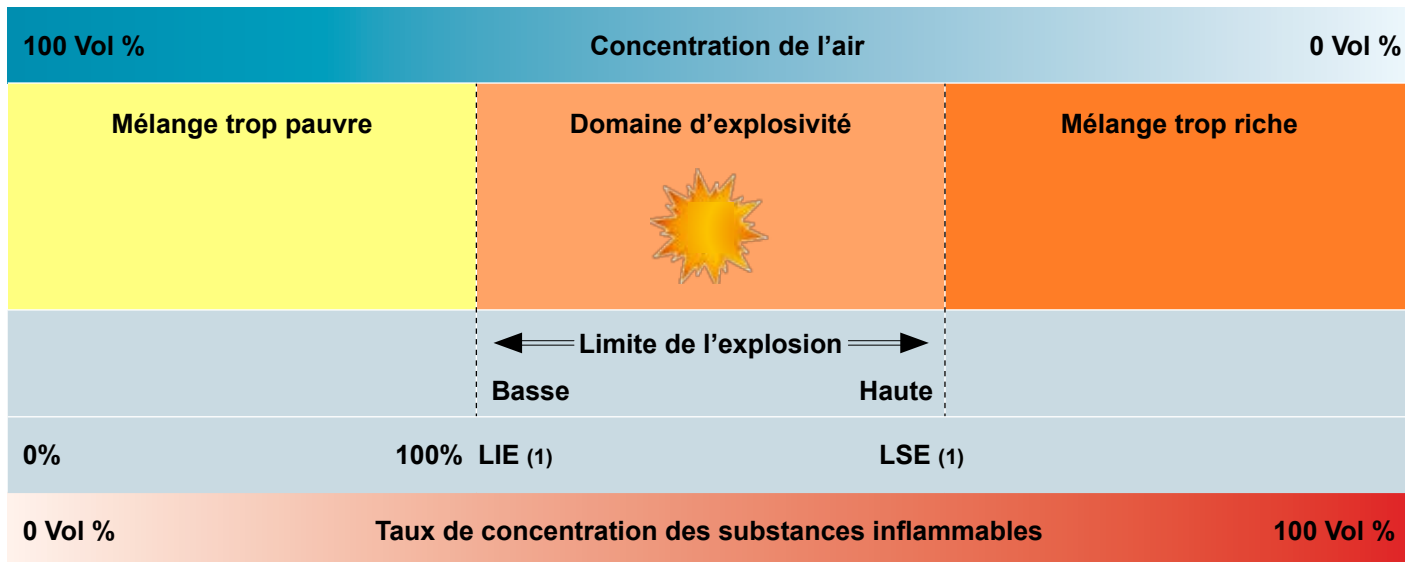 100 Vol % Concentration de l’air 0 Vol %
Mélange trop pauvre Domaine d’explosivité Mélange trop riche
Limite de l’explosion
Basse Haute
0% 100% LIE (1) LSE (1)
0 Vol % Taux de concentration des substances inflammables 100 Vol %